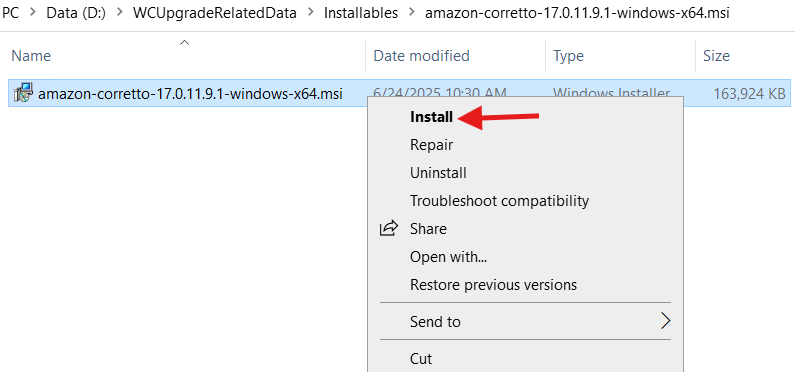 PC > Data (D:) > WCUpgradeRelatedData > Installables > amazon-corretto-17.0.11.9.1-windows-x64.msi
Name Date modified Type Size
amazon-corretto-17.0.11.9.1-windows-x64.msi 6/24/2025 10:30 AM Windows Installer 163,924 KB
Install
Repair
Uninstall
Troubleshoot compatibility
Share
Open with...
Restore previous versions
Send to
Cut